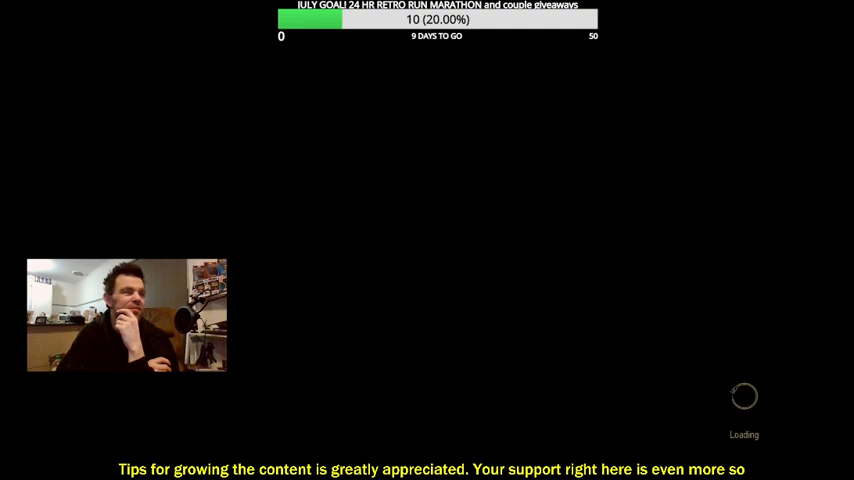 JULY GOAL! 24 HR RETRO RUN MARATHON and couple giveaways
10 (20.00%)
0
9 DAYS TO GO
50
Loading
Tips for growing the content is greatly appreciated. Your support right here is even more so